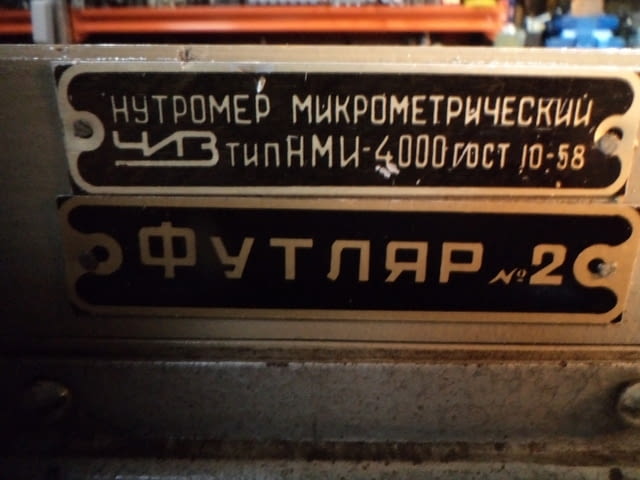 НУТРОМЕР МИКРОМЕТРИЧЕСКИЙ
ЧИЗ тип НМИ-4000 ГОСТ 10-58
ФУТЛЯР №2